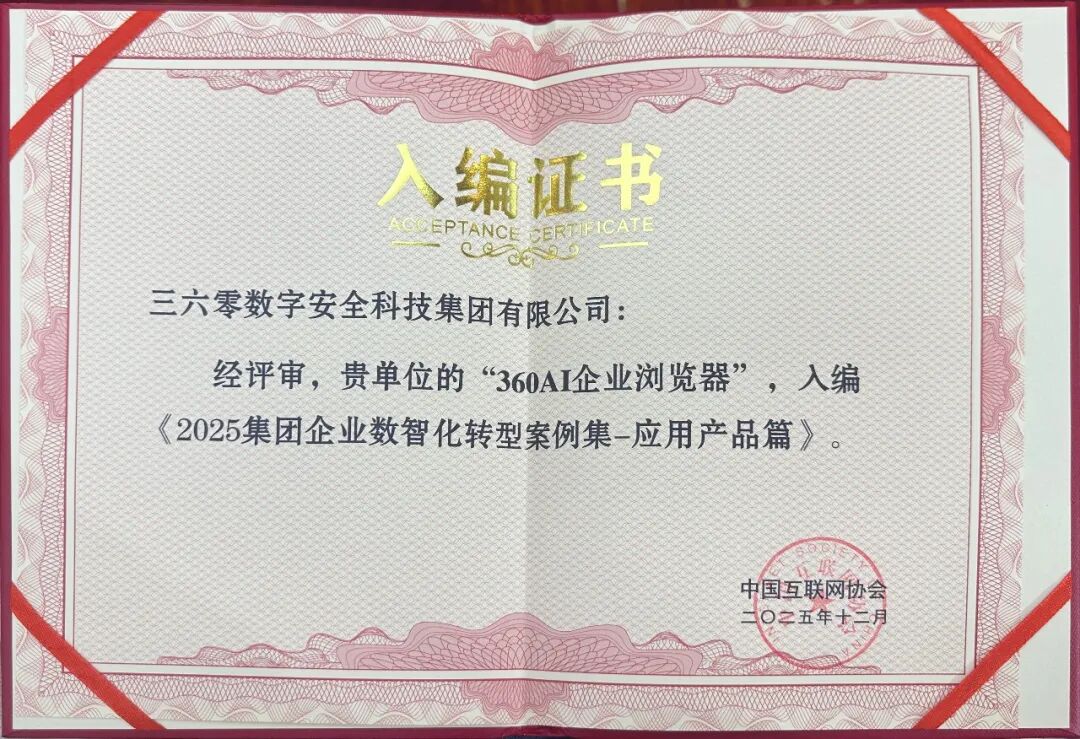 入编证书
ACCEPTANCE CERTIFICATE
三六零数字安全科技集团有限公司：
经评审，贵单位的“360AI企业浏览器”，入编
《2025集团企业数智化转型案例集-应用产品篇》。
中国互联网协会
二〇二五年十二月